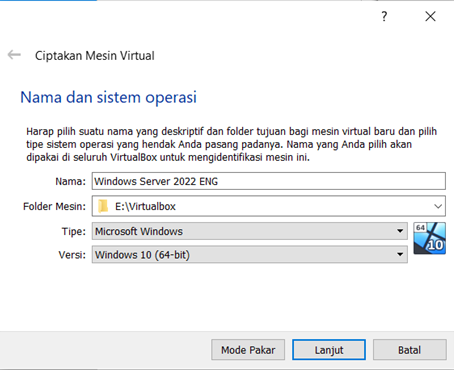 ?
Ciptakan Mesin Virtual
Nama dan sistem operasi
Harap pilih suatu nama yang deskriptif dan folder tujuan bagi mesin virtual baru dan pilih
tipe sistem operasi yang hendak Anda pasang padanya. Nama yang Anda pilih akan
dipakai di seluruh VirtualBox untuk mengidentifikasi mesin ini.
Nama: Windows Server 2022 ENG
Folder Mesin: E:\Virtualbox
Tipe: Microsoft Windows
64
Versi: Windows 10 (64-bit)
10
Mode Pakar Lanjut Batal